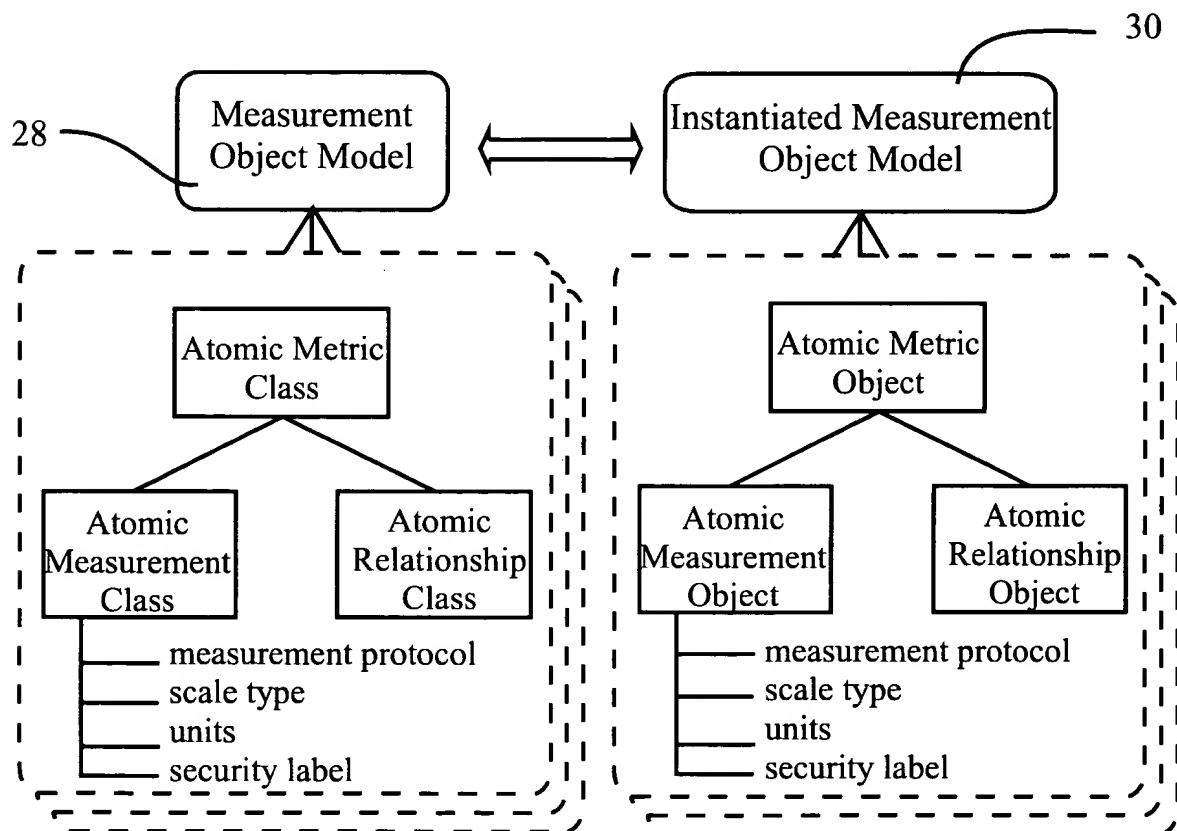 30
28
Measurement
Object Model
Instantiated Measurement
Object Model
Atomic Metric
Class
Atomic
Measurement
Class
Atomic
Relationship
Class
measurement protocol
scale type
units
security label
Atomic Metric
Object
Atomic
Measurement
Object
Atomic
Relationship
Object
measurement protocol
scale type
units
security label